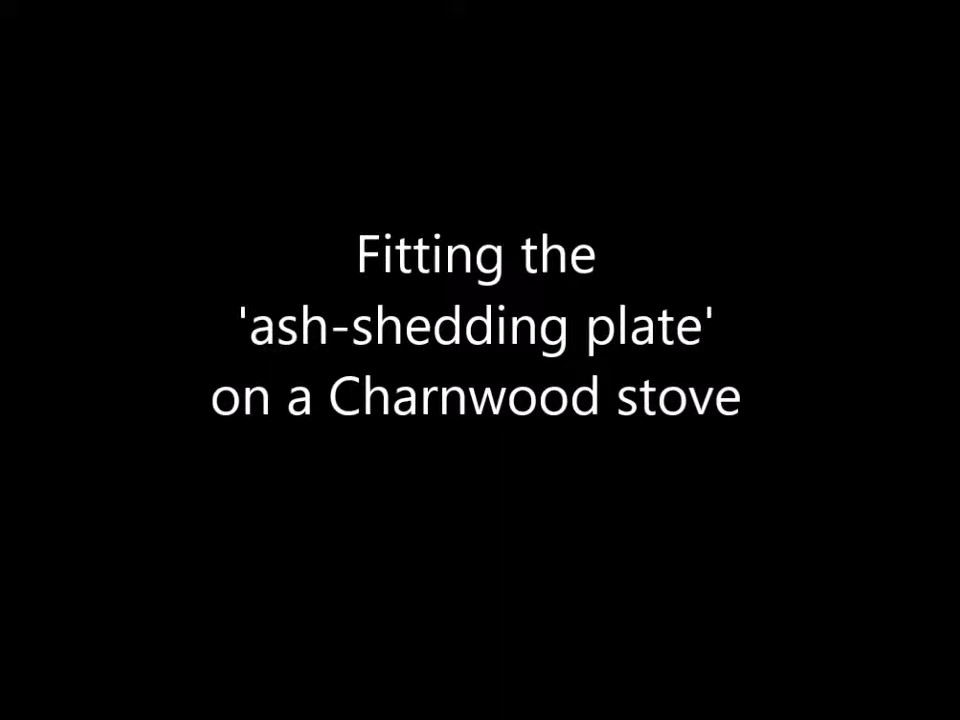 Fitting the
'ash-shedding plate'
on a Charnwood stove